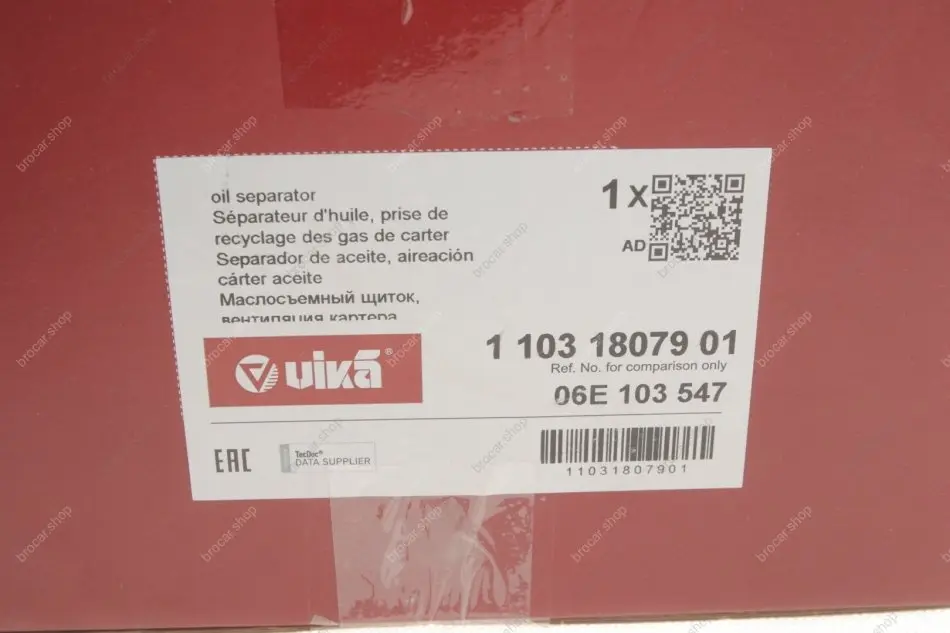 oil separator
Séparateur d'huile, prise de
recyclage des gas de carter
Separador de aceite, aireación
cárter aceite
Маслосъемный щиток,
вентиляция картера
1 x
AD
vika®
1 103 18079 01
Ref. No. for comparison only
06E 103 547
EAC
TecDoc®
DATA SUPPLIER
11031807901
brocar.shop